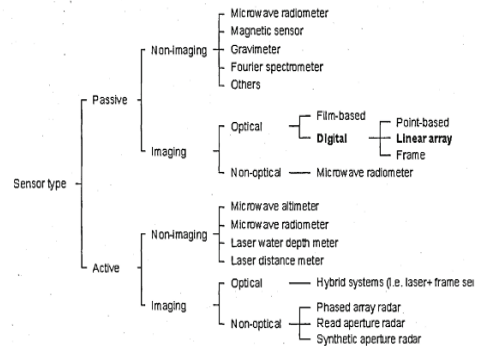 Microwave radiometer
Magnetic sensor
Non-imaging
Gravimeter
Fourier spectrometer
Others
Passive
Film-based
Optical
Point-based
Digital
Linear array
Frame
Imaging
Non-optical
Microwave radiometer
Sensor type
Microwave altimeter
Microwave radiometer
Non-imaging
Laser water depth meter
Laser distance meter
Active
Optical
Hybrid systems (I.e. laser+ frame se
Imaging
Phased array radar
Non-optical
Read aperture radar
Synthetic aperture radar